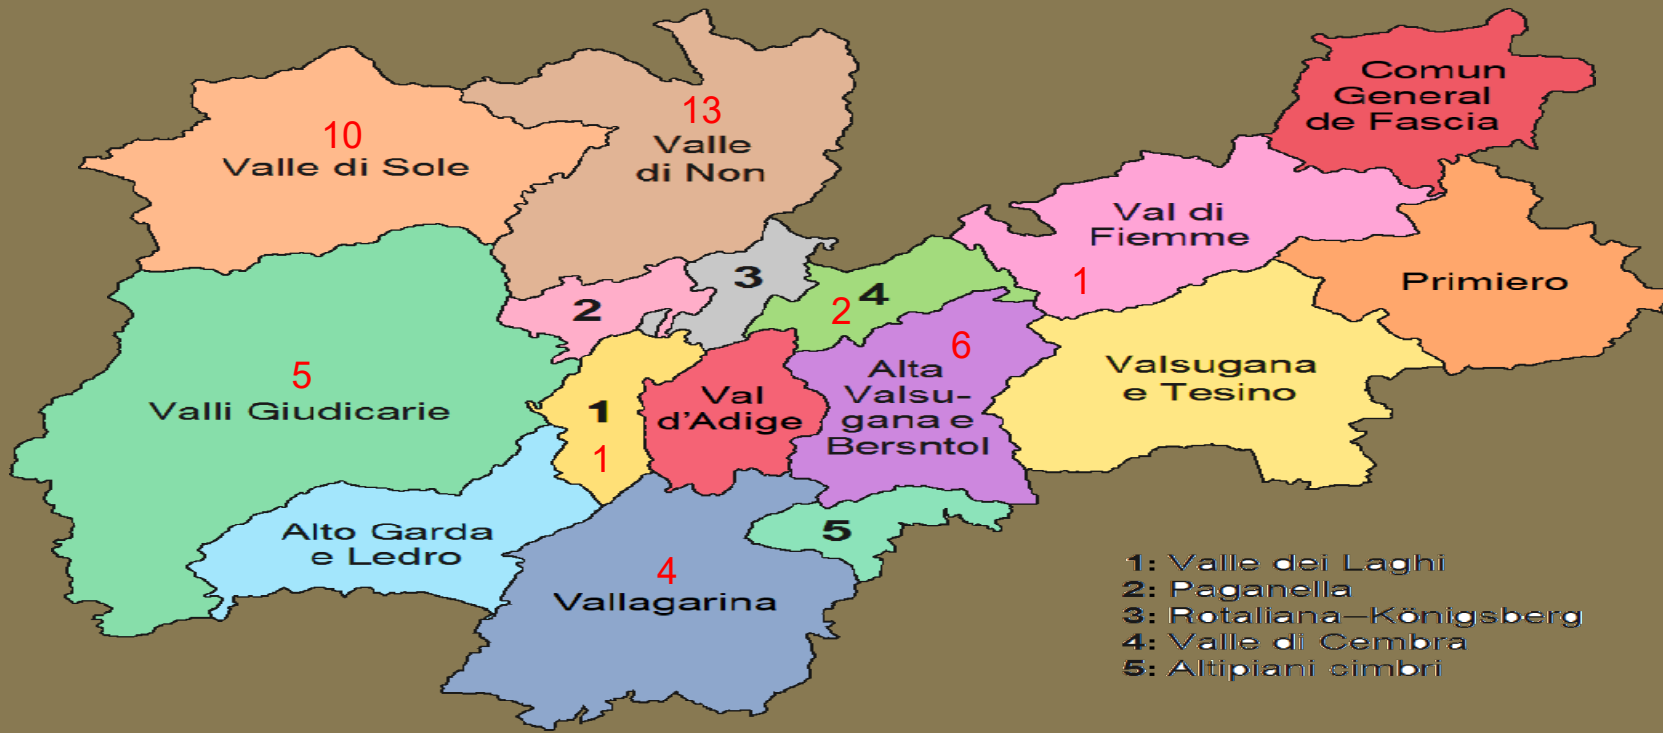 Comun
General
de Fascia
10
Valle di Sole
13
Valle
di Non
Val di
Fiemme
1
Primiero
3
2
4
2
6
Alta
Valsu-
gana e
Bersntol
Valsugana
e Tesino
5
Valli Giudicarie
1
1
Val
d'Adige
Alto Garda
e Ledro
5
4
Vallagarina
1: Valle dei Laghi
2: Paganella
3: Rotaliana–Königsberg
4: Valle di Cembra
5: Altipiani cimbri